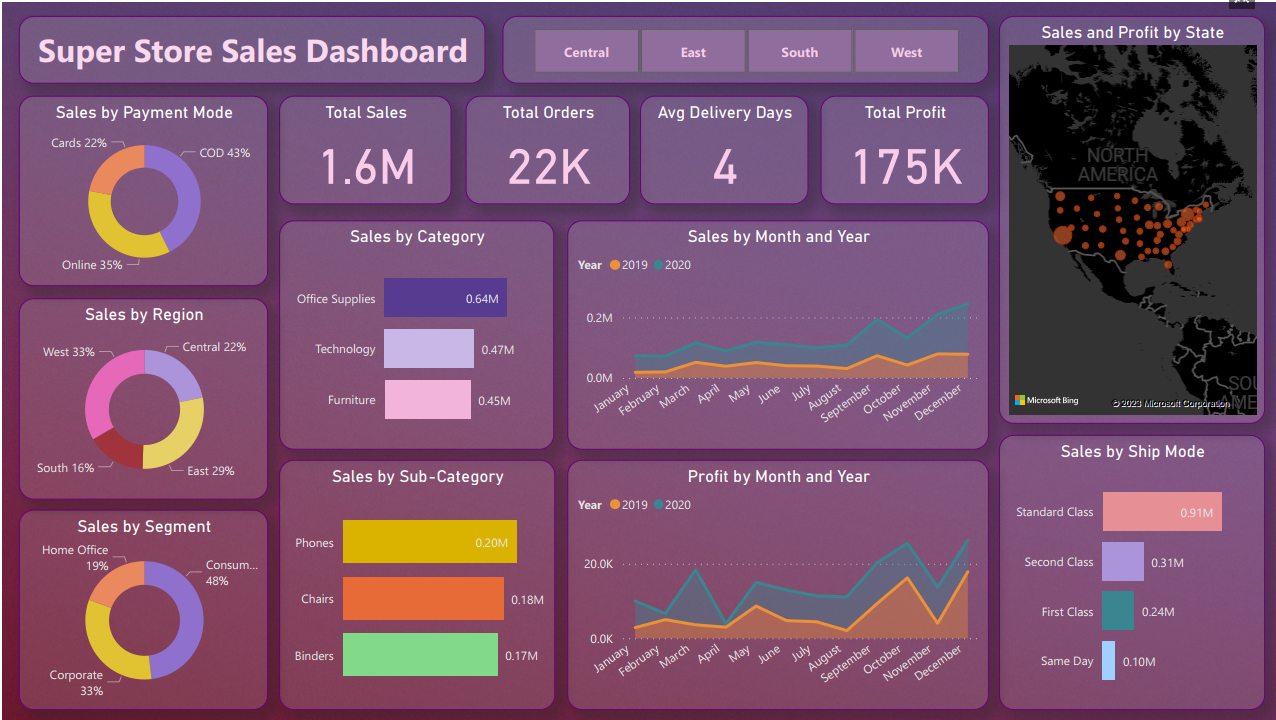 Super Store Sales Dashboard
Central
East
South
West
Sales by Payment Mode
Cards 22%
COD 43%
Online 35%
Total Sales
1.6M
Total Orders
22K
Avg Delivery Days
4
Total Profit
175K
Sales and Profit by State
NORTH
AMERICA
SOU
AME
Microsoft Bing
© 2023 Microsoft Corporation
Sales by Region
West 33%
Central 22%
South 16%
East 29%
Sales by Category
Office Supplies
0.64M
Technology
0.47M
Furniture
0.45M
Sales by Month and Year
Year 2019 2020
0.2M
0.0M
January
February
March
April
May
June
July
August
September
October
November
December
Sales by Segment
Home Office
19%
Consum...
48%
Corporate
33%
Sales by Sub-Category
Phones
0.20M
Chairs
0.18M
Binders
0.17M
Profit by Month and Year
Year 2019 2020
20.0K
0.0K
January
February
March
April
May
June
July
August
September
October
November
December
Sales by Ship Mode
Standard Class
0.91M
Second Class
0.31M
First Class
0.24M
Same Day
0.10M